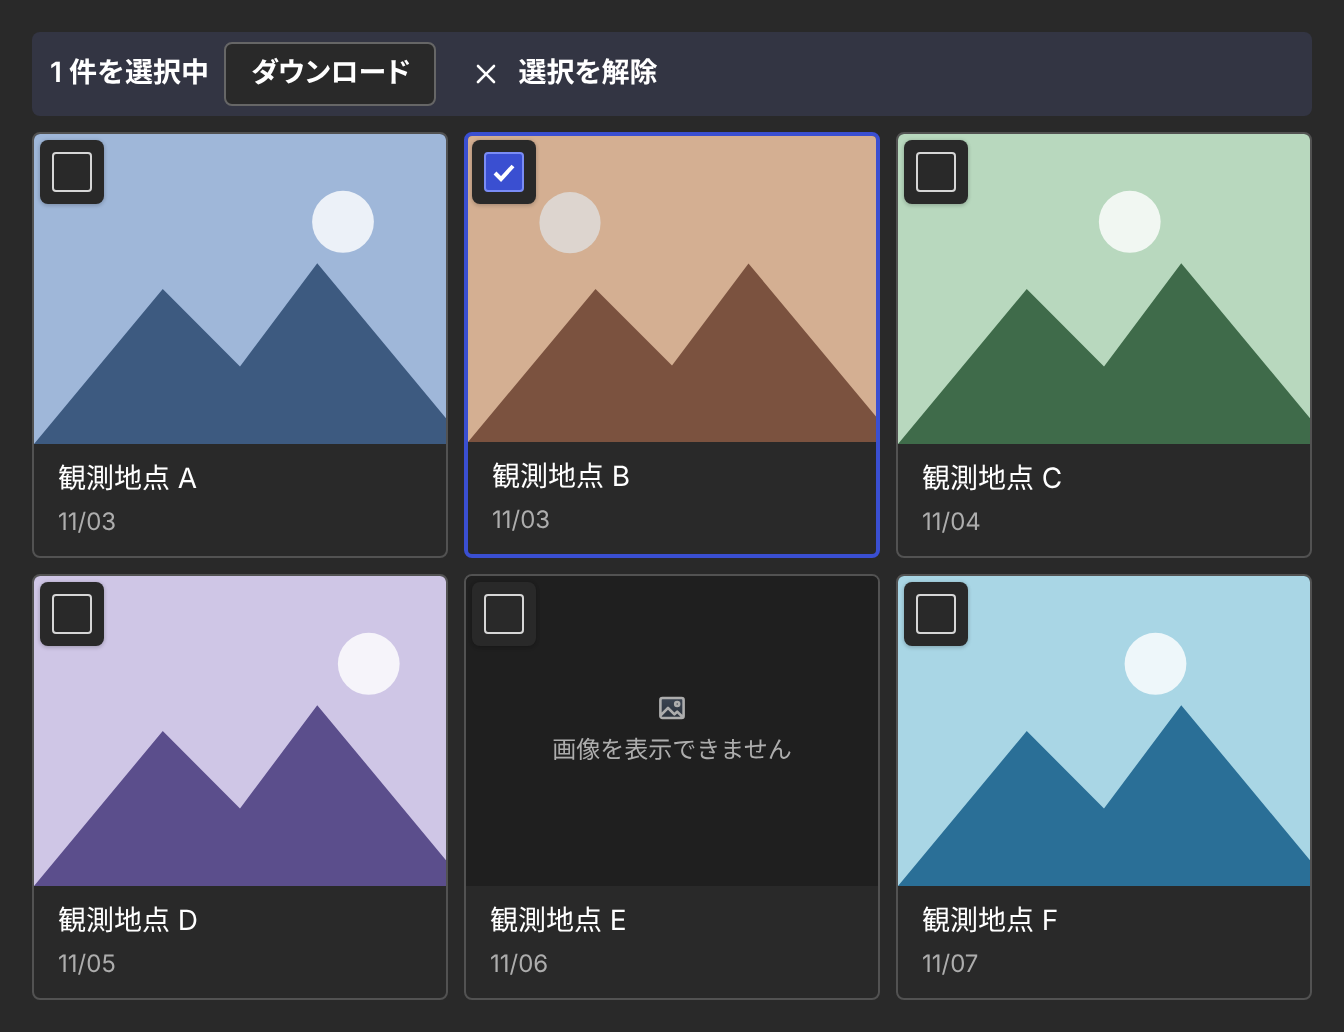 1 件を選択中 ダウンロード 選択を解除
観測地点 A
11/03
観測地点 B
11/03
観測地点 C
11/04
観測地点 D
11/05
画像を表示できません
観測地点 E
11/06
観測地点 F
11/07